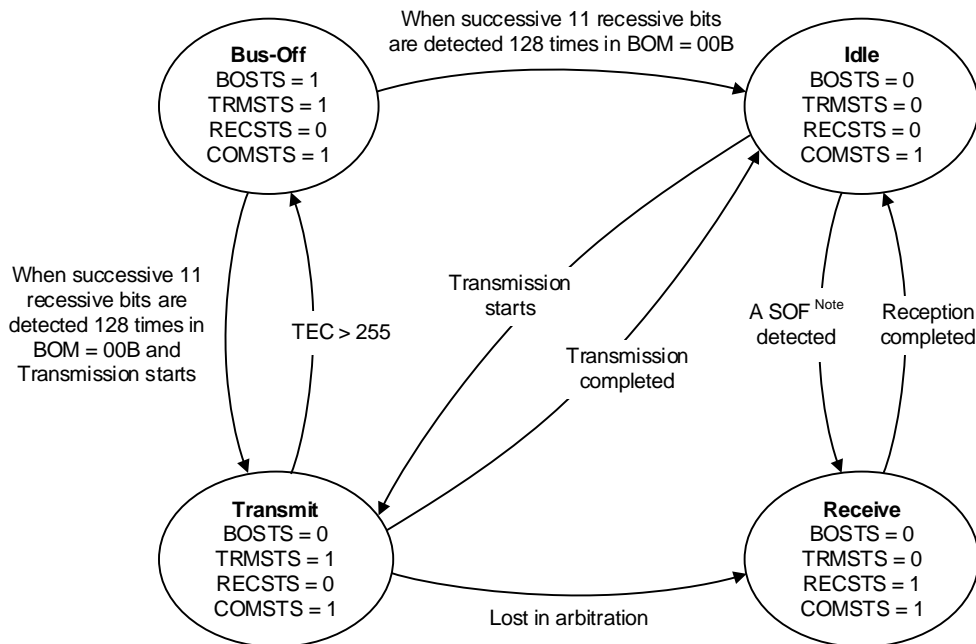 When successive 11 recessive bits
are detected 128 times in BOM = 00B
Bus-Off
BOSTS = 1
TRMSTS = 1
RECSTS = 0
COMSTS = 1
Idle
BOSTS = 0
TRMSTS = 0
RECSTS = 0
COMSTS = 1
When successive 11
recessive bits are
detected 128 times in
BOM = 00B and
Transmission starts
TEC > 255
Transmission
starts
Transmission
completed
A SOF Note
detected
Reception
completed
Transmit
BOSTS = 0
TRMSTS = 1
RECSTS = 0
COMSTS = 1
Receive
BOSTS = 0
TRMSTS = 0
RECSTS = 1
COMSTS = 1
Lost in arbitration